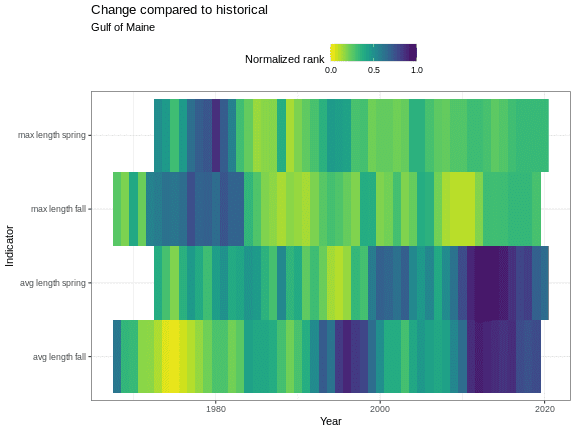 Change compared to historical
Gulf of Maine
Normalized rank
0.0 0.5 1.0
Indicator
max length spring
max length fall
avg length spring
avg length fall
1980 2000 2020
Year